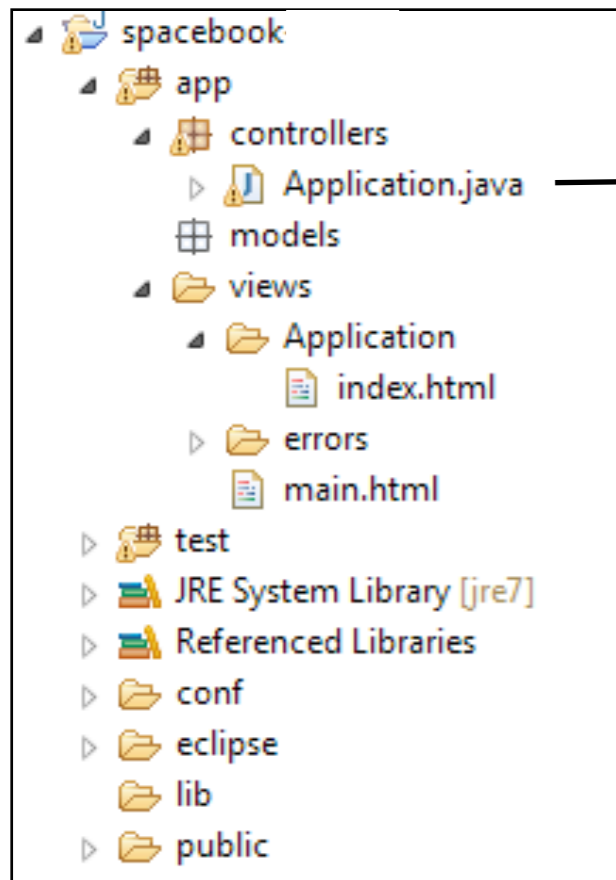 spacebook
app
controllers
Application.java
models
views
Application
index.html
errors
main.html
test
JRE System Library [jre7]
Referenced Libraries
conf
eclipse
lib
public